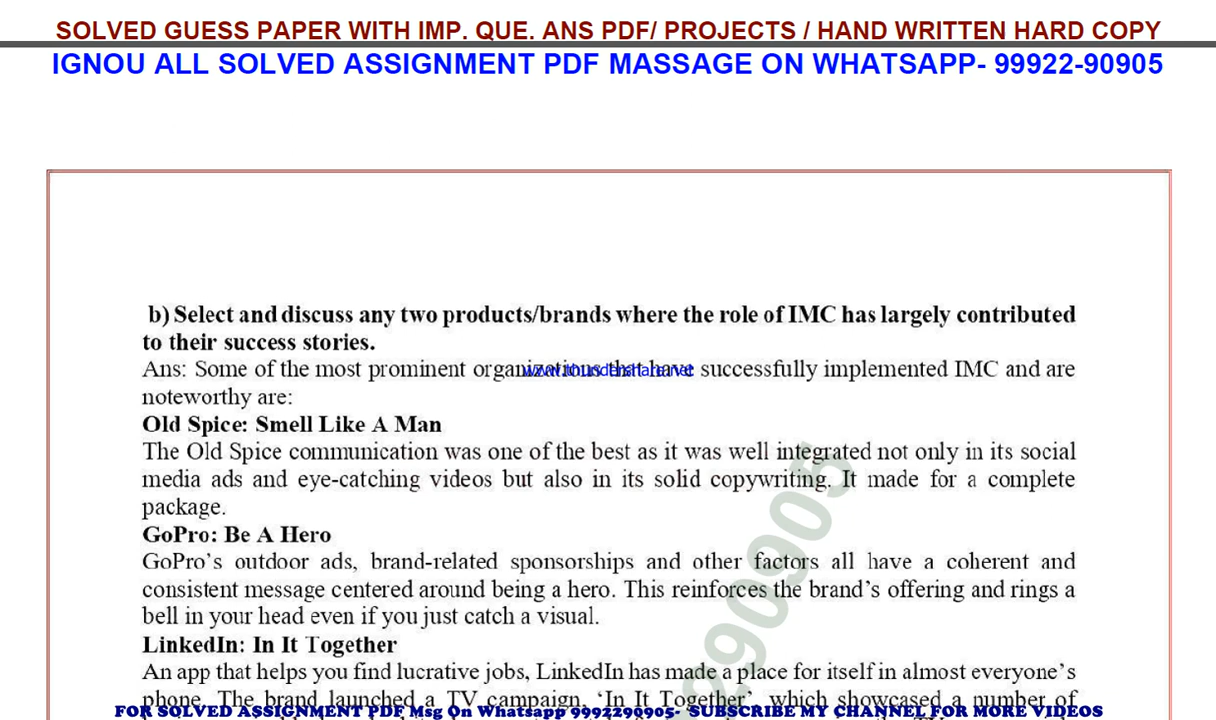 SOLVED GUESS PAPER WITH IMP. QUE. ANS PDF/ PROJECTS / HAND WRITTEN HARD COPY
IGNOU ALL SOLVED ASSIGNMENT PDF MASSAGE ON WHATSAPP- 99922-90905
b) Select and discuss any two products/brands where the role of IMC has largely contributed
to their success stories.
Ans: Some of the most prominent organizations that have successfully implemented IMC and are
www.thundershare.net
noteworthy are:
Old Spice: Smell Like A Man
The Old Spice communication was one of the best as it was well integrated not only in its social
media ads and eye-catching videos but also in its solid copywriting. It made for a complete
package.
GoPro: Be A Hero
GoPro’s outdoor ads, brand-related sponsorships and other factors all have a coherent and
consistent message centered around being a hero. This reinforces the brand’s offering and rings a
bell in your head even if you just catch a visual.
LinkedIn: In It Together
An app that helps you find lucrative jobs, LinkedIn has made a place for itself in almost everyone’s
phone. The brand launched a TV campaign, ‘In It Together’, which showcased a number of
290905
FOR SOLVED ASSIGNMENT PDF Msg On Whatsapp 9992290905- SUBSCRIBE MY CHANNEL FOR MORE VIDEOS